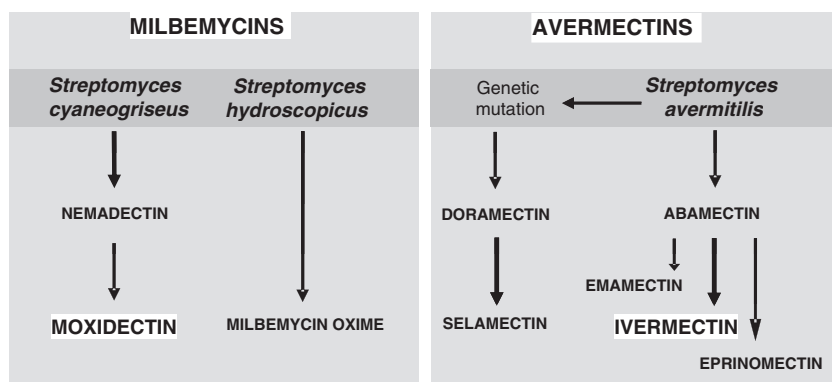 MILBEMYCINS
Streptomyces
cyaneogriseus
Streptomyces
hydroscopicus
NEMADECTIN
MOXIDECTIN
MILBEMYCIN OXIME
AVERMECTINS
Genetic
mutation
Streptomyces
avermitilis
DORAMECTIN
ABAMECTIN
EMAMECTIN
SELAMECTIN
IVERMECTIN
EPRINOMECTIN